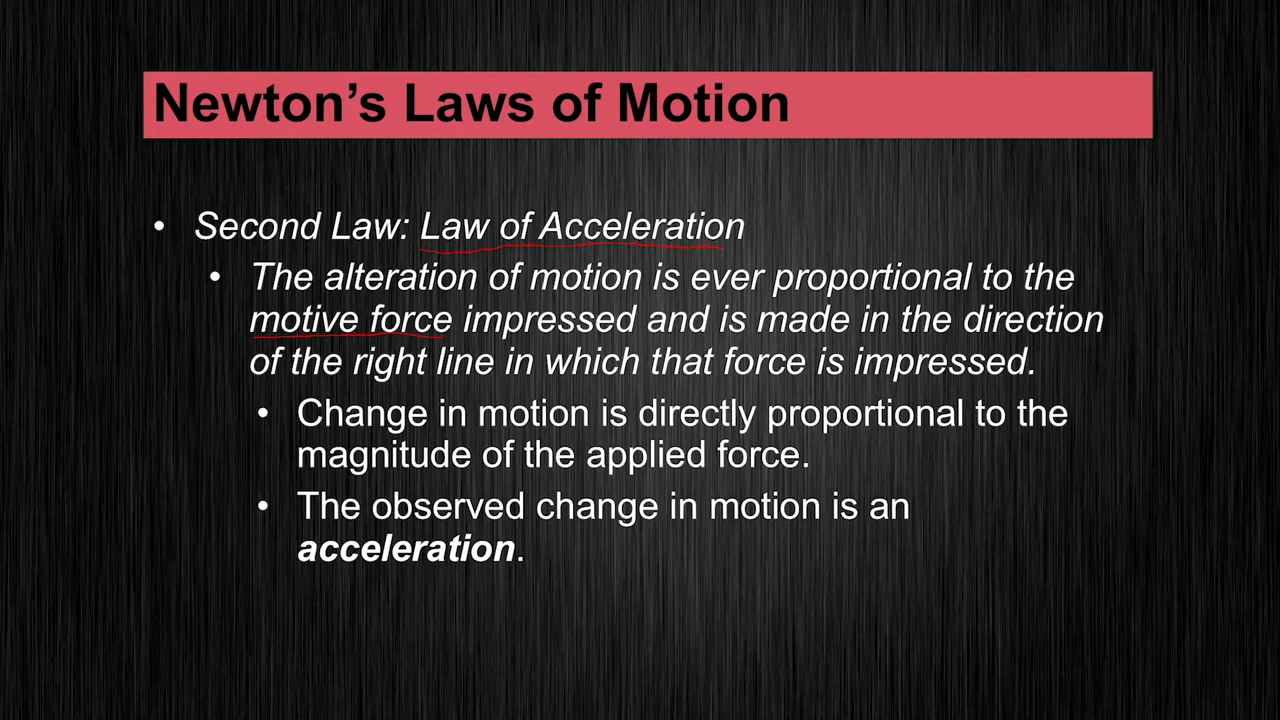 Newton’s Laws of Motion
• Second Law: Law of Acceleration
• The alteration of motion is ever proportional to the
motive force impressed and is made in the direction
of the right line in which that force is impressed.
• Change in motion is directly proportional to the
magnitude of the applied force.
• The observed change in motion is an
acceleration.